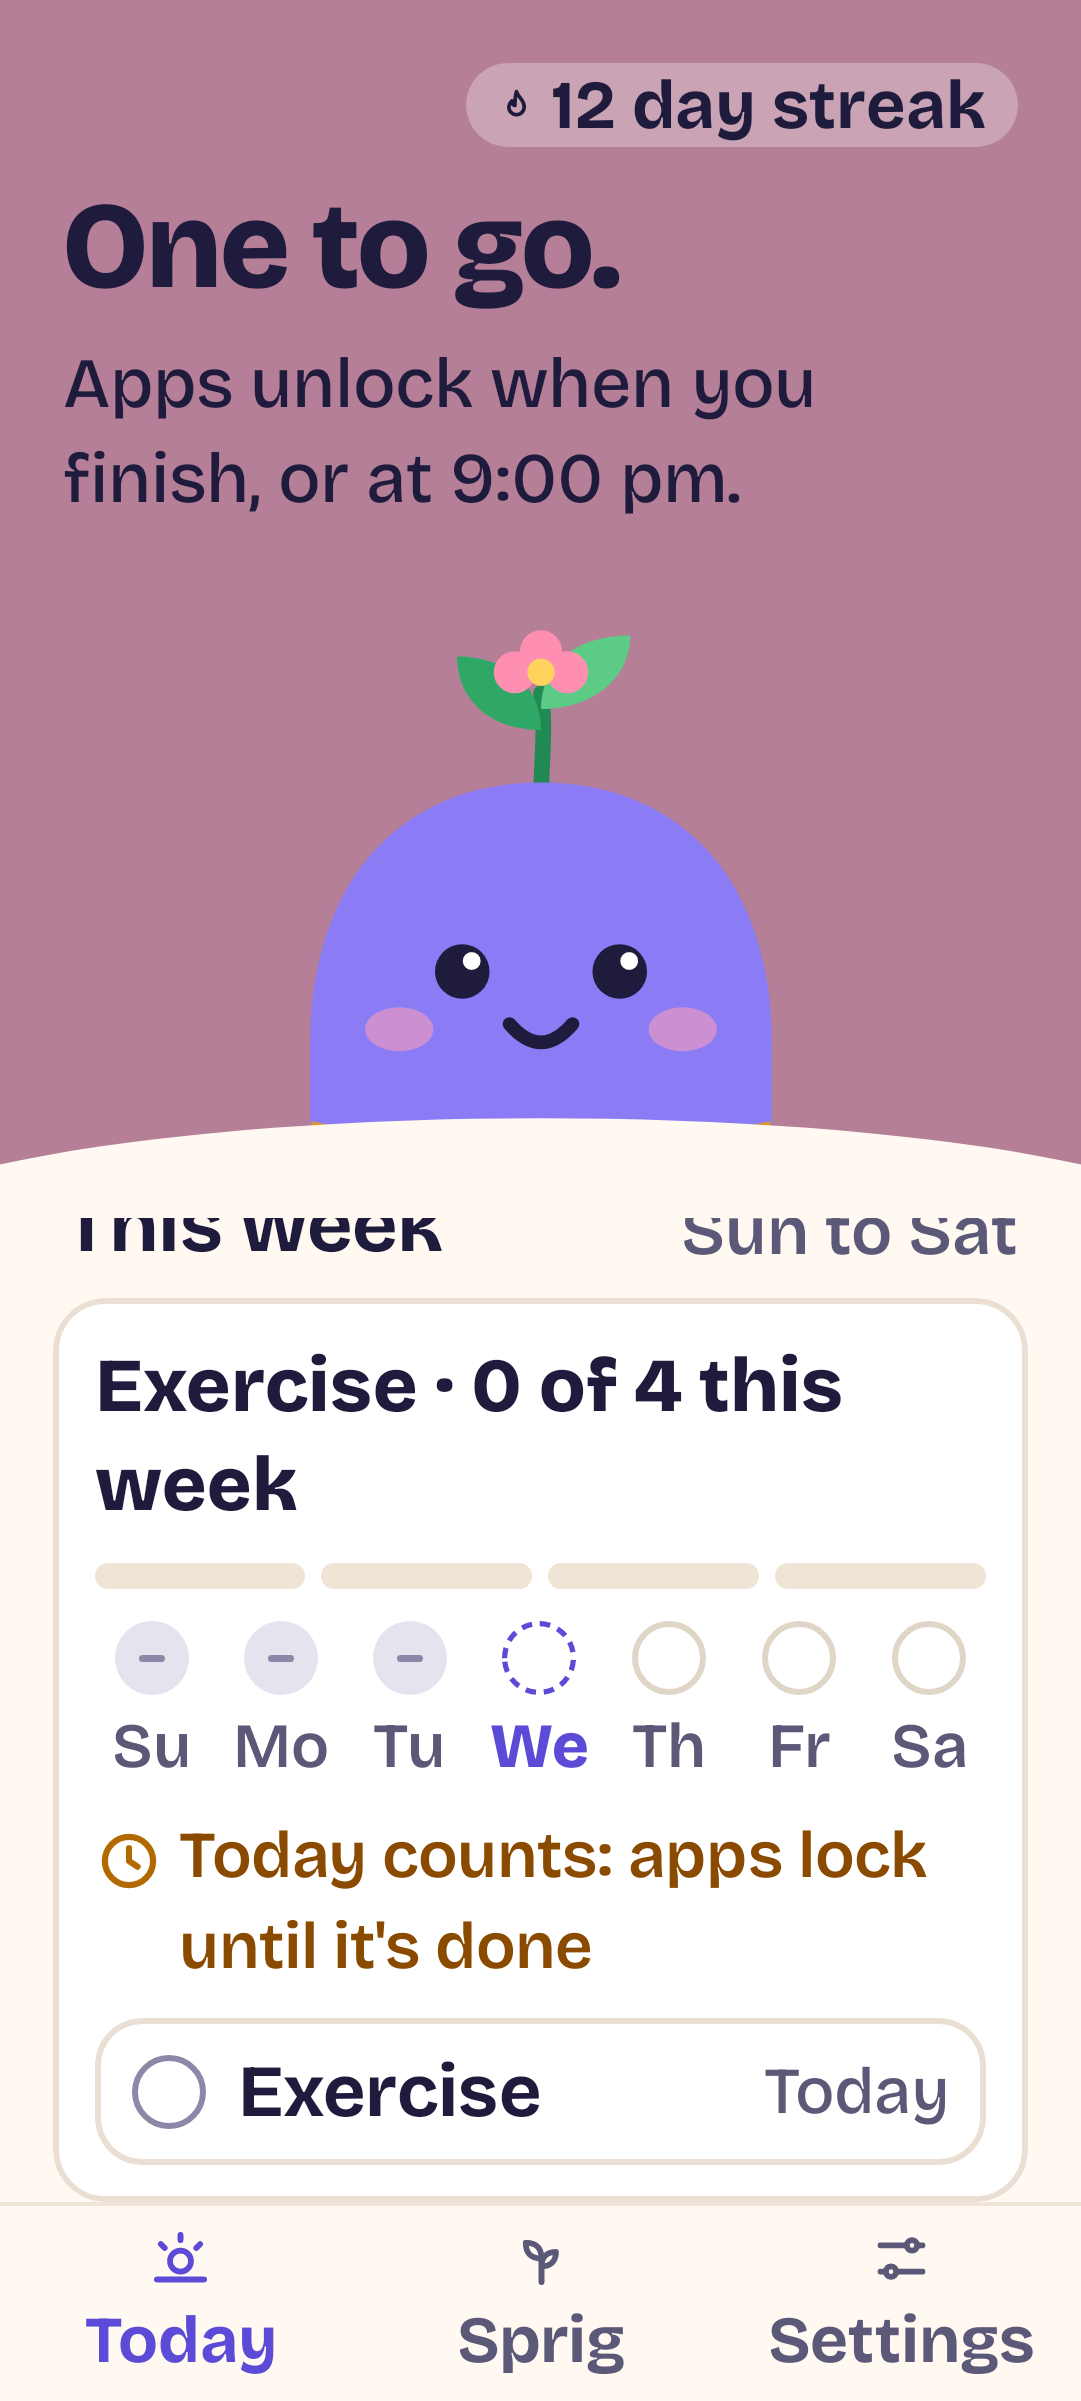 12 day streak
One to go.
Apps unlock when you
finish, or at 9:00 pm.
This week
Sun to Sat
Exercise · 0 of 4 this
week
Su Mo Tu We Th Fr Sa
Today counts: apps lock
until it's done
Exercise Today
Today Sprig Settings